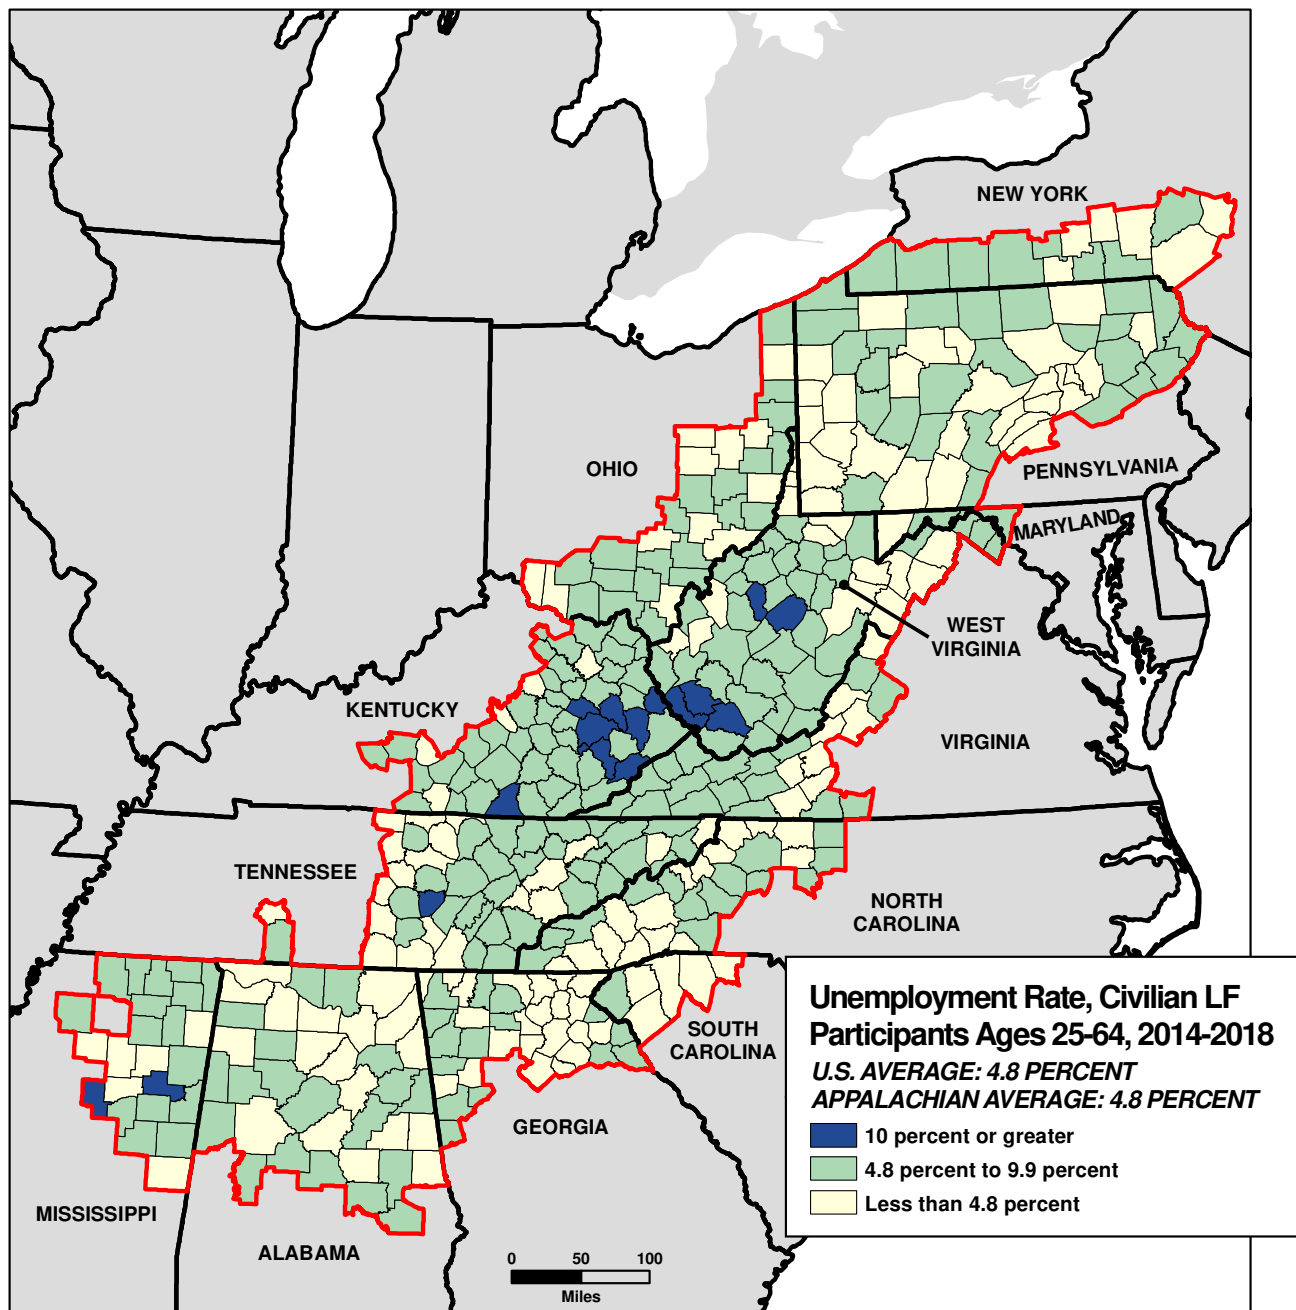 NEW YORK
OHIO
PENNSYLVANIA
MARYLAND
WEST
VIRGINIA
KENTUCKY
VIRGINIA
TENNESSEE
NORTH
CAROLINA
SOUTH
CAROLINA
GEORGIA
MISSISSIPPI
ALABAMA
0 50 100
Miles
Unemployment Rate, Civilian LF
Participants Ages 25-64, 2014-2018
U.S. AVERAGE: 4.8 PERCENT
APPALACHIAN AVERAGE: 4.8 PERCENT
10 percent or greater
4.8 percent to 9.9 percent
Less than 4.8 percent